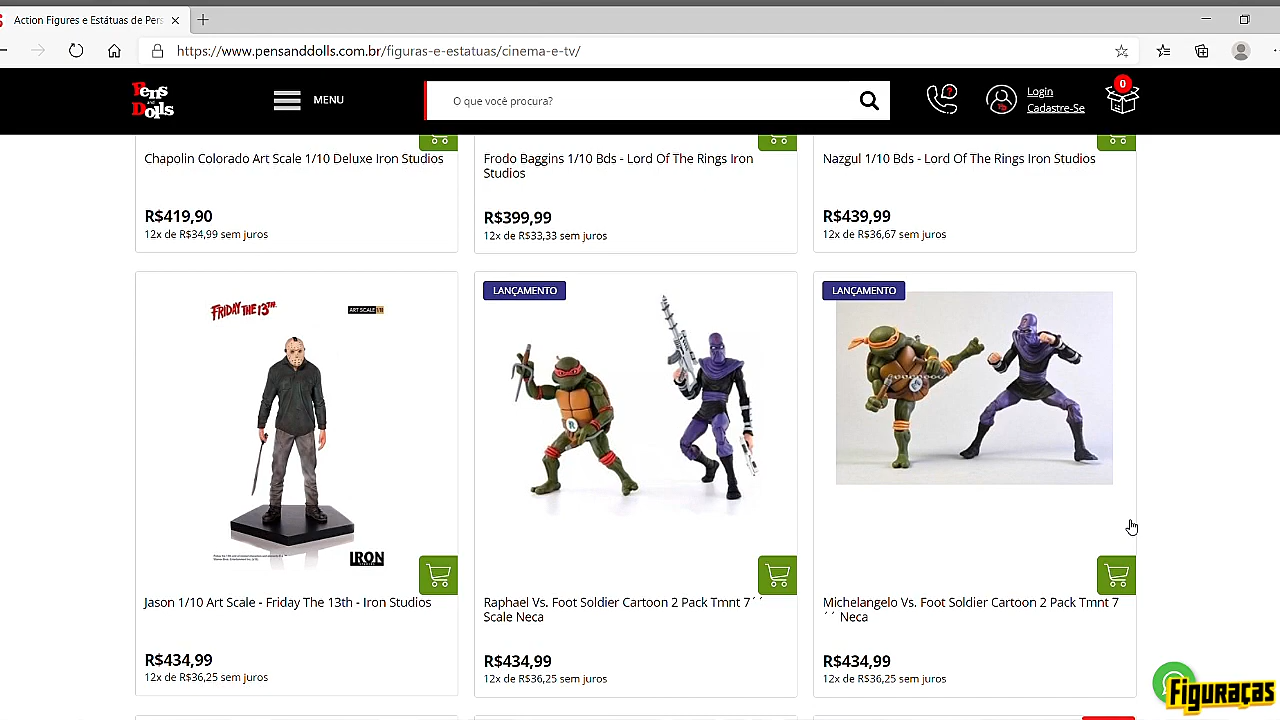 Action Figures e Estátuas de Pers
https://www.pensanddolls.com.br/figuras-e-estatuas/cinema-e-tv/
Pens and Dolls
MENU
O que você procura?
Login
Cadastre-Se
0
Chapolin Colorado Art Scale 1/10 Deluxe Iron Studios
R$419,90
12x de R$34,99 sem juros
Frodo Baggins 1/10 Bds - Lord Of The Rings Iron
Studios
R$399,99
12x de R$33,33 sem juros
Nazgul 1/10 Bds - Lord Of The Rings Iron Studios
R$439,99
12x de R$36,67 sem juros
FRIDAY THE 13TH
ART SCALE 1/10
IRON
Jason 1/10 Art Scale - Friday The 13th - Iron Studios
R$434,99
12x de R$36,25 sem juros
LANÇAMENTO
Raphael Vs. Foot Soldier Cartoon 2 Pack Tmnt 7´´
Scale Neca
R$434,99
12x de R$36,25 sem juros
LANÇAMENTO
Michelangelo Vs. Foot Soldier Cartoon 2 Pack Tmnt 7
´´ Neca
R$434,99
12x de R$36,25 sem juros
Figuraças